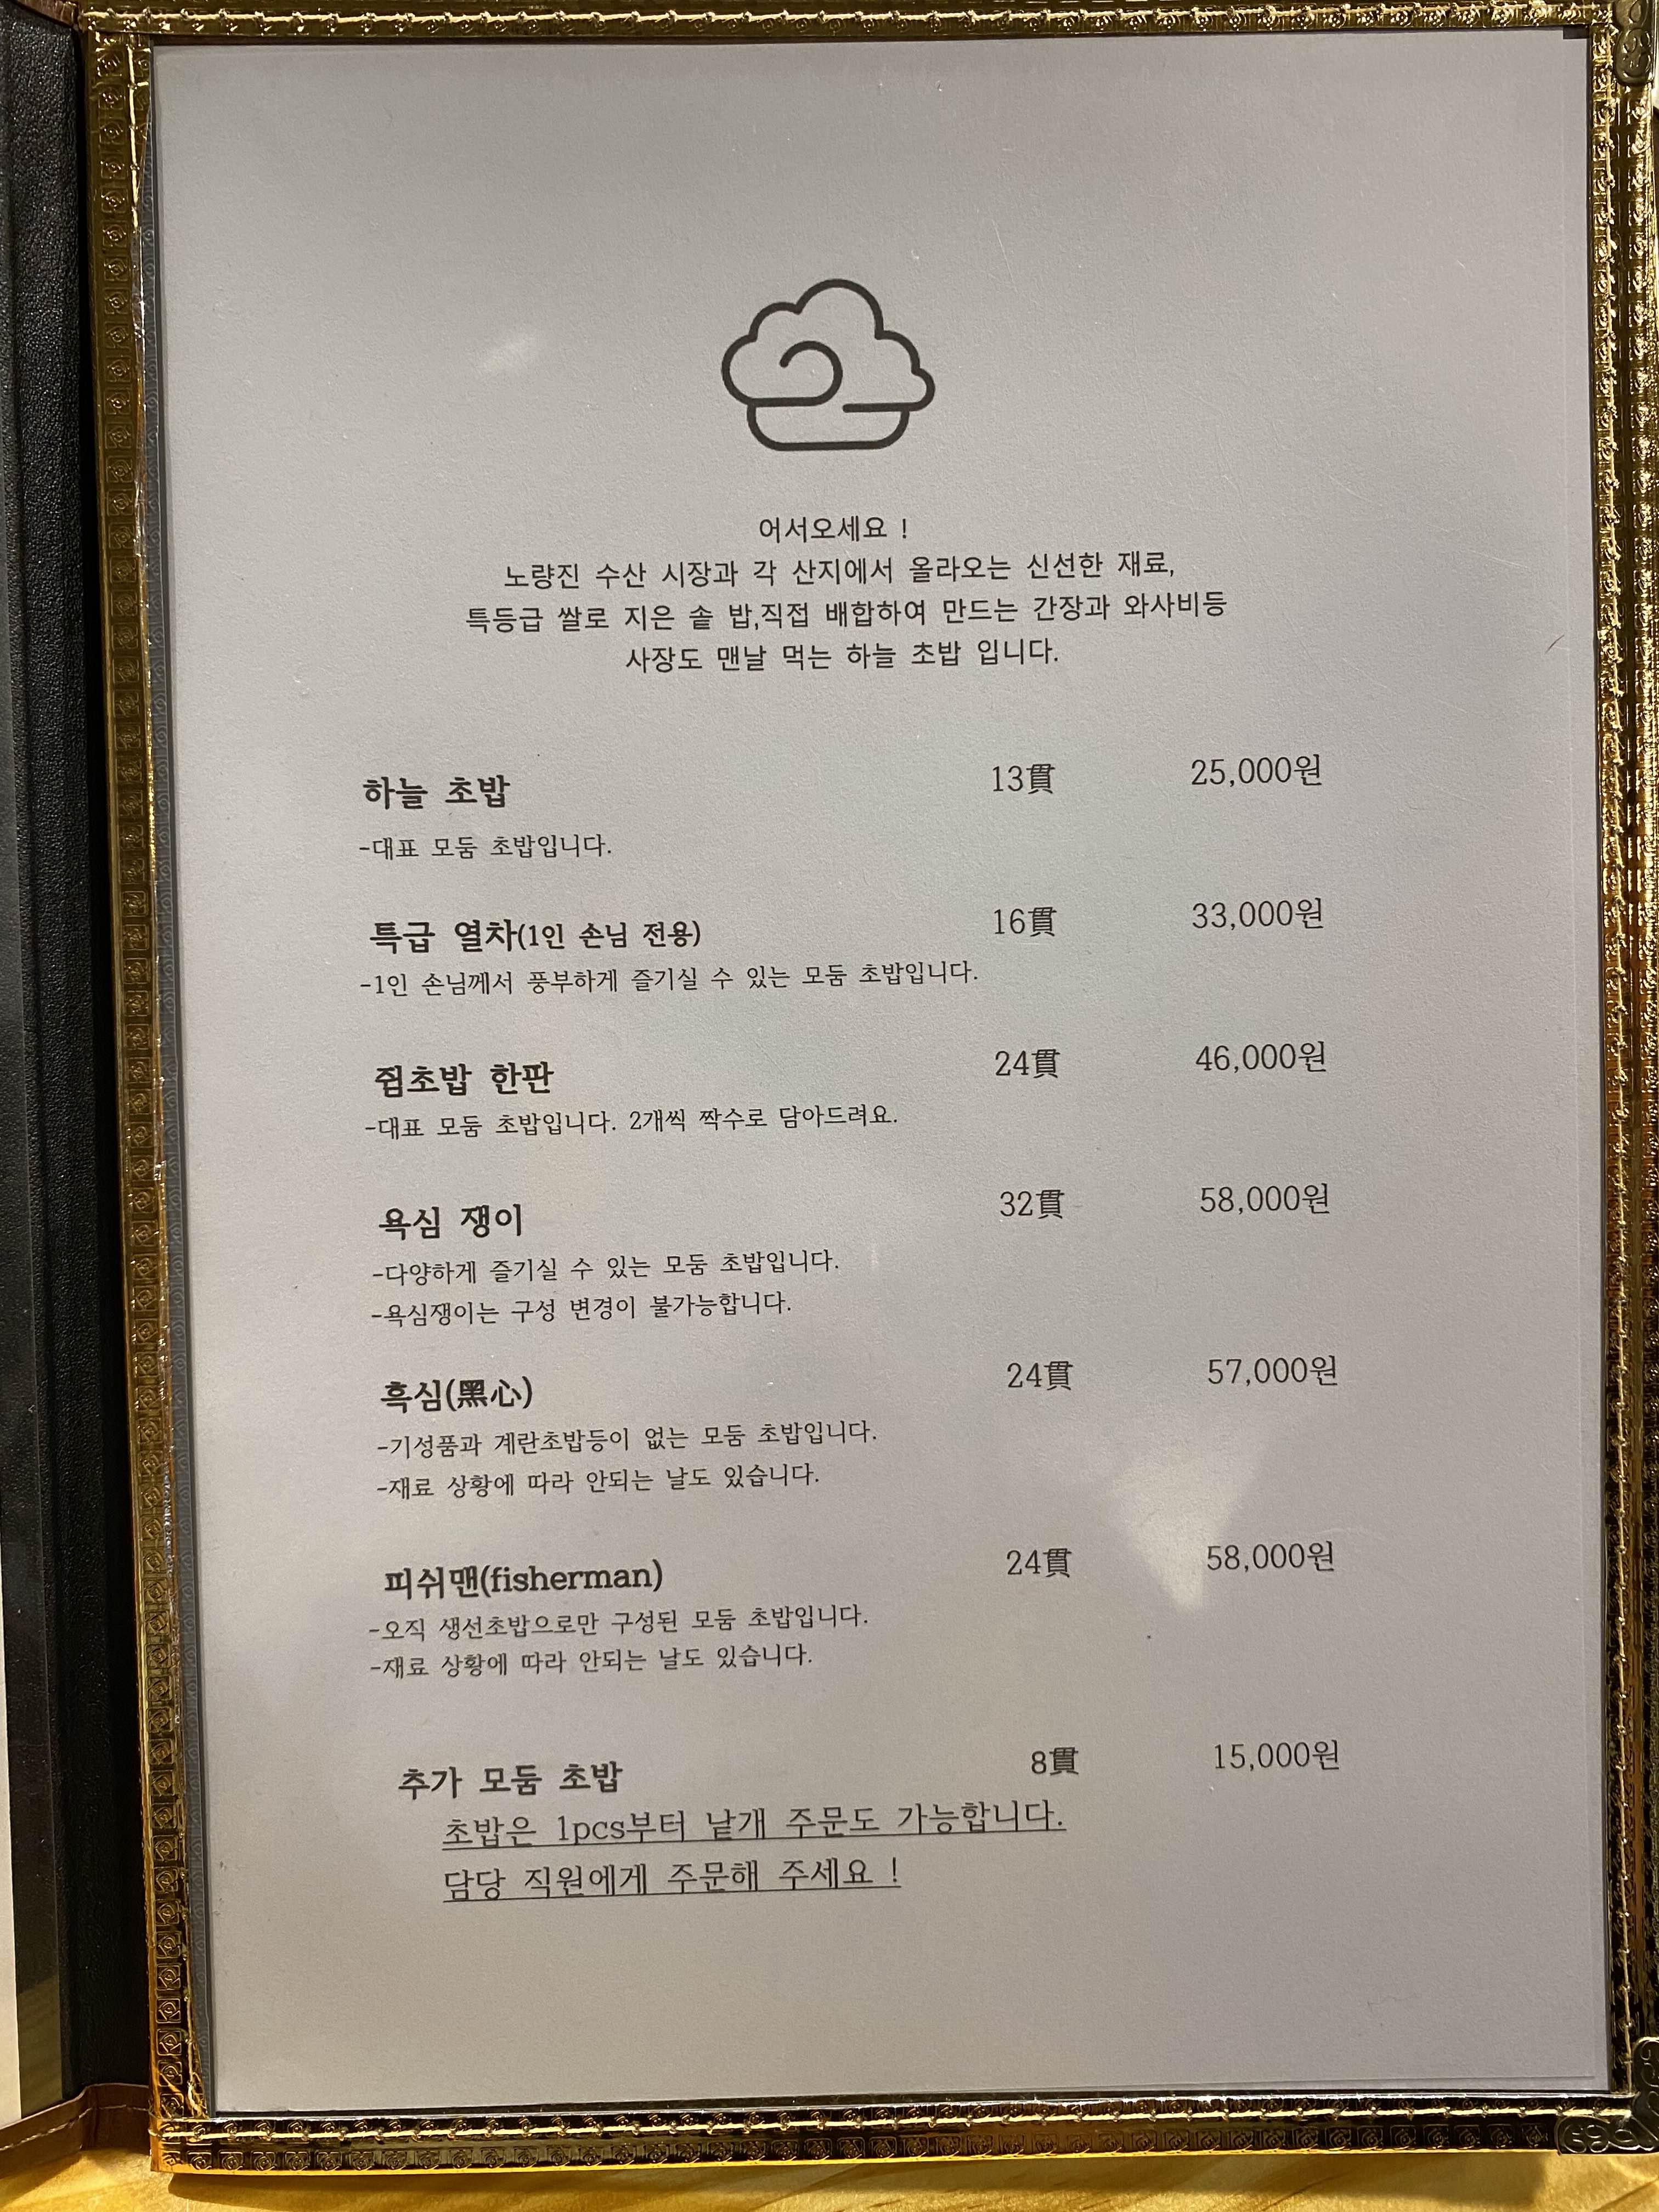 어서오세요 !
노량진 수산 시장과 각 산지에서 올라오는 신선한 재료,
특등급 쌀로 지은 솥 밥,직접 배합하여 만드는 간장과 와사비등
사장도 맨날 먹는 하늘 초밥 입니다.
하늘 초밥 13貫 25,000원
-대표 모둠 초밥입니다.
특급 열차(1인 손님 전용) 16貫 33,000원
-1인 손님께서 풍부하게 즐기실 수 있는 모둠 초밥입니다.
쥠초밥 한판 24貫 46,000원
-대표 모둠 초밥입니다. 2개씩 짝수로 담아드려요.
욕심 쟁이 32貫 58,000원
-다양하게 즐기실 수 있는 모둠 초밥입니다.
-욕심쟁이는 구성 변경이 불가능합니다.
흑심(黑心) 24貫 57,000원
-기성품과 계란초밥등이 없는 모둠 초밥입니다.
-재료 상황에 따라 안되는 날도 있습니다.
피쉬맨(fisherman) 24貫 58,000원
-오직 생선초밥으로만 구성된 모둠 초밥입니다.
-재료 상황에 따라 안되는 날도 있습니다.
추가 모둠 초밥 8貫 15,000원
초밥은 1pcs부터 낱개 주문도 가능합니다.
담당 직원에게 주문해 주세요 !